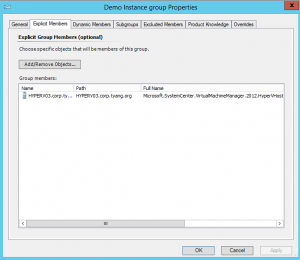 Demo Instance group Properties
General Explicit Members Dynamic Members Subgroups Excluded Members Product Knowledge Overrides
Explicit Group Members (optional)
Choose specific objects that will be members of this group.
Add/Remove Objects...
Group members:
Name Path Full Name
HYPERV03.corp.ty... HYPERV03.corp.tyang.org Microsoft.SystemCenter.VirtualMachineManager.2012.HyperVHost
OK Cancel Apply